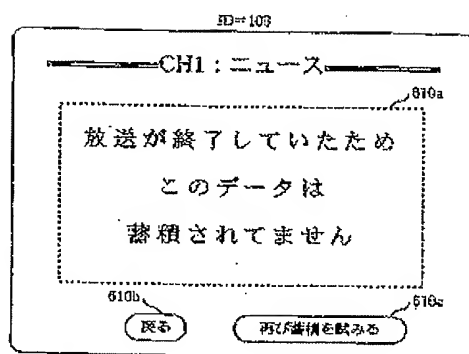 ID=103
CH1：ニュース
610a
放送が終了していたため
このデータは
蓄積されてません
610b
610c
戻る
再び蓄積を試みる